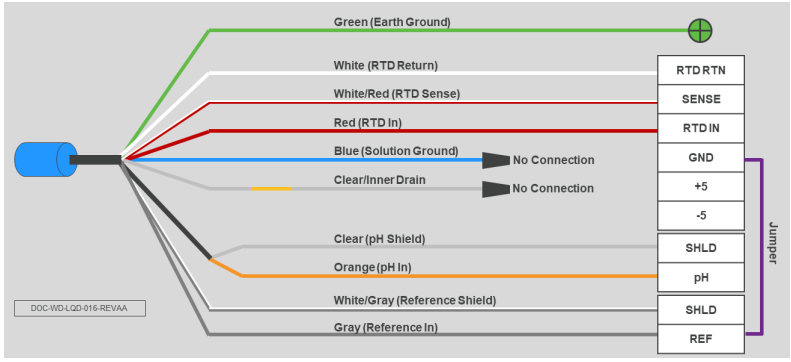 Green (Earth Ground)
White (RTD Return)
RTD RTN
White/Red (RTD Sense)
SENSE
Red (RTD In)
RTD IN
Blue (Solution Ground)
No Connection
GND
Clear/Inner Drain
No Connection
+5
-5
Jumper
Clear (pH Shield)
SHLD
Orange (pH In)
pH
White/Gray (Reference Shield)
SHLD
DOC-WD-LQD-016-REVAA
Gray (Reference In)
REF